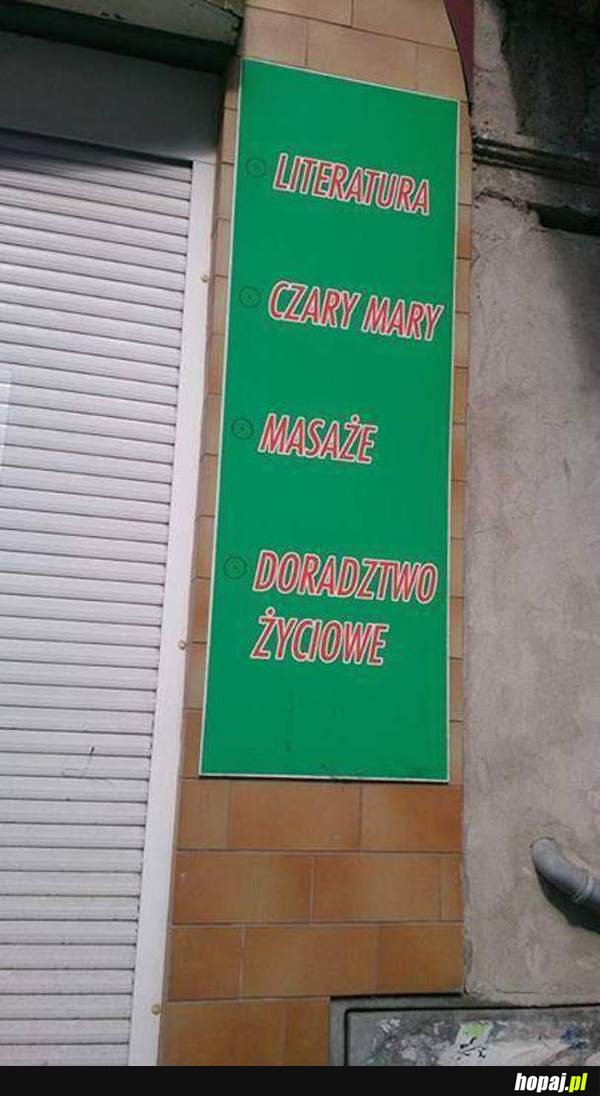 LITERATURA
CZARY MARY
MASAŻE
DORADZTWO
ŻYCIOWE
hopaj.pl